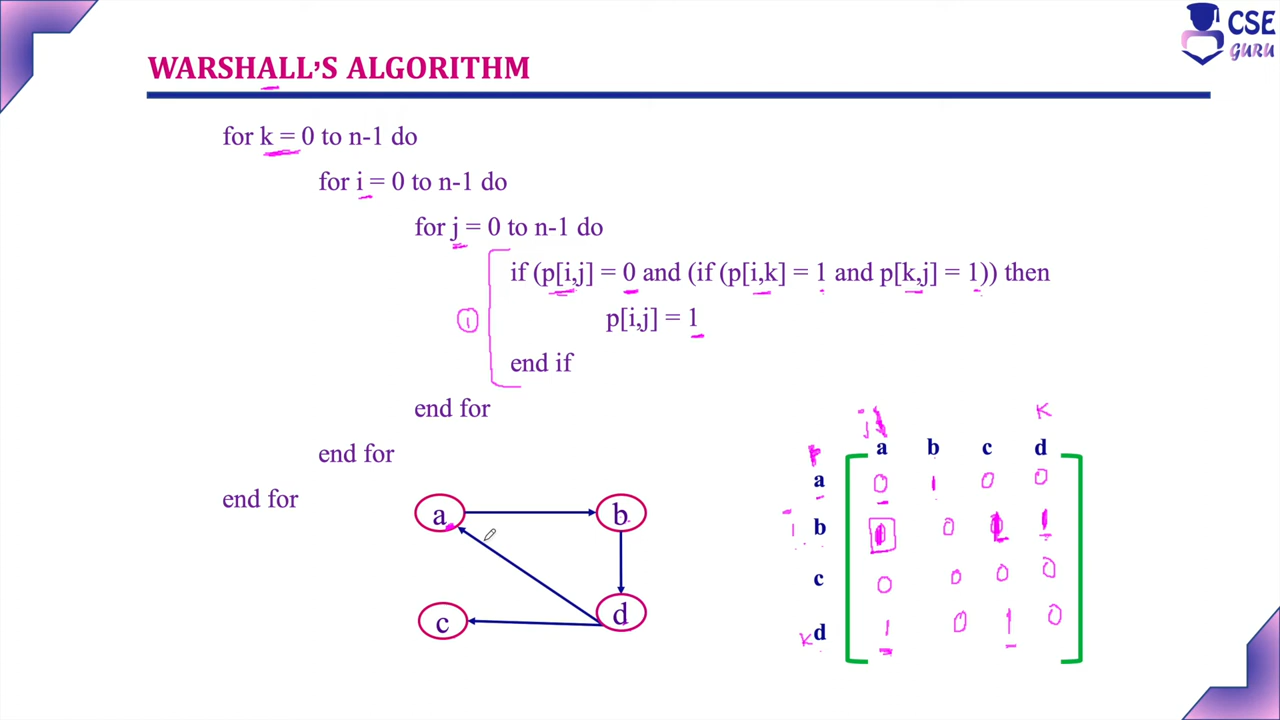 CSE
GURU
WARSHALL'S ALGORITHM
for k = 0 to n-1 do
for i = 0 to n-1 do
for j = 0 to n-1 do
if (p[i,j] = 0 and (if (p[i,k] = 1 and p[k,j] = 1)) then
① p[i,j] = 1
end if
end for
end for
end for
j K
a b c d
a 0 1 0 0
i b 0 1
c 0 0 0 0
k d 1 0 1 0
a b
c d